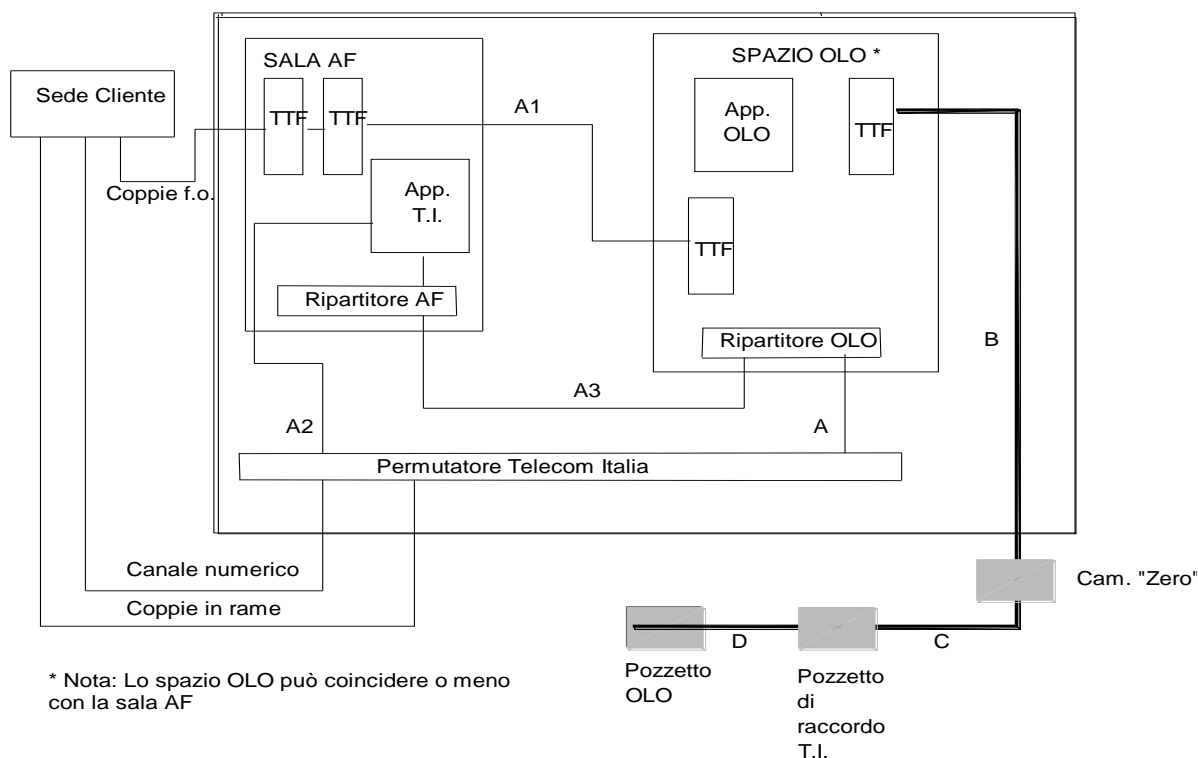 SALA AF
SPAZIO OLO *
Sede Cliente
TTF
TTF
A1
App.
OLO
TTF
Coppie f.o.
App.
T.I.
TTF
Ripartitore AF
Ripartitore OLO
B
A3
A2
A
Permutatore Telecom Italia
Canale numerico
Cam. "Zero"
Coppie in rame
D
C
Pozzetto
OLO
Pozzetto
di
raccordo
T.I.
* Nota: Lo spazio OLO può coincidere o meno
con la sala AF